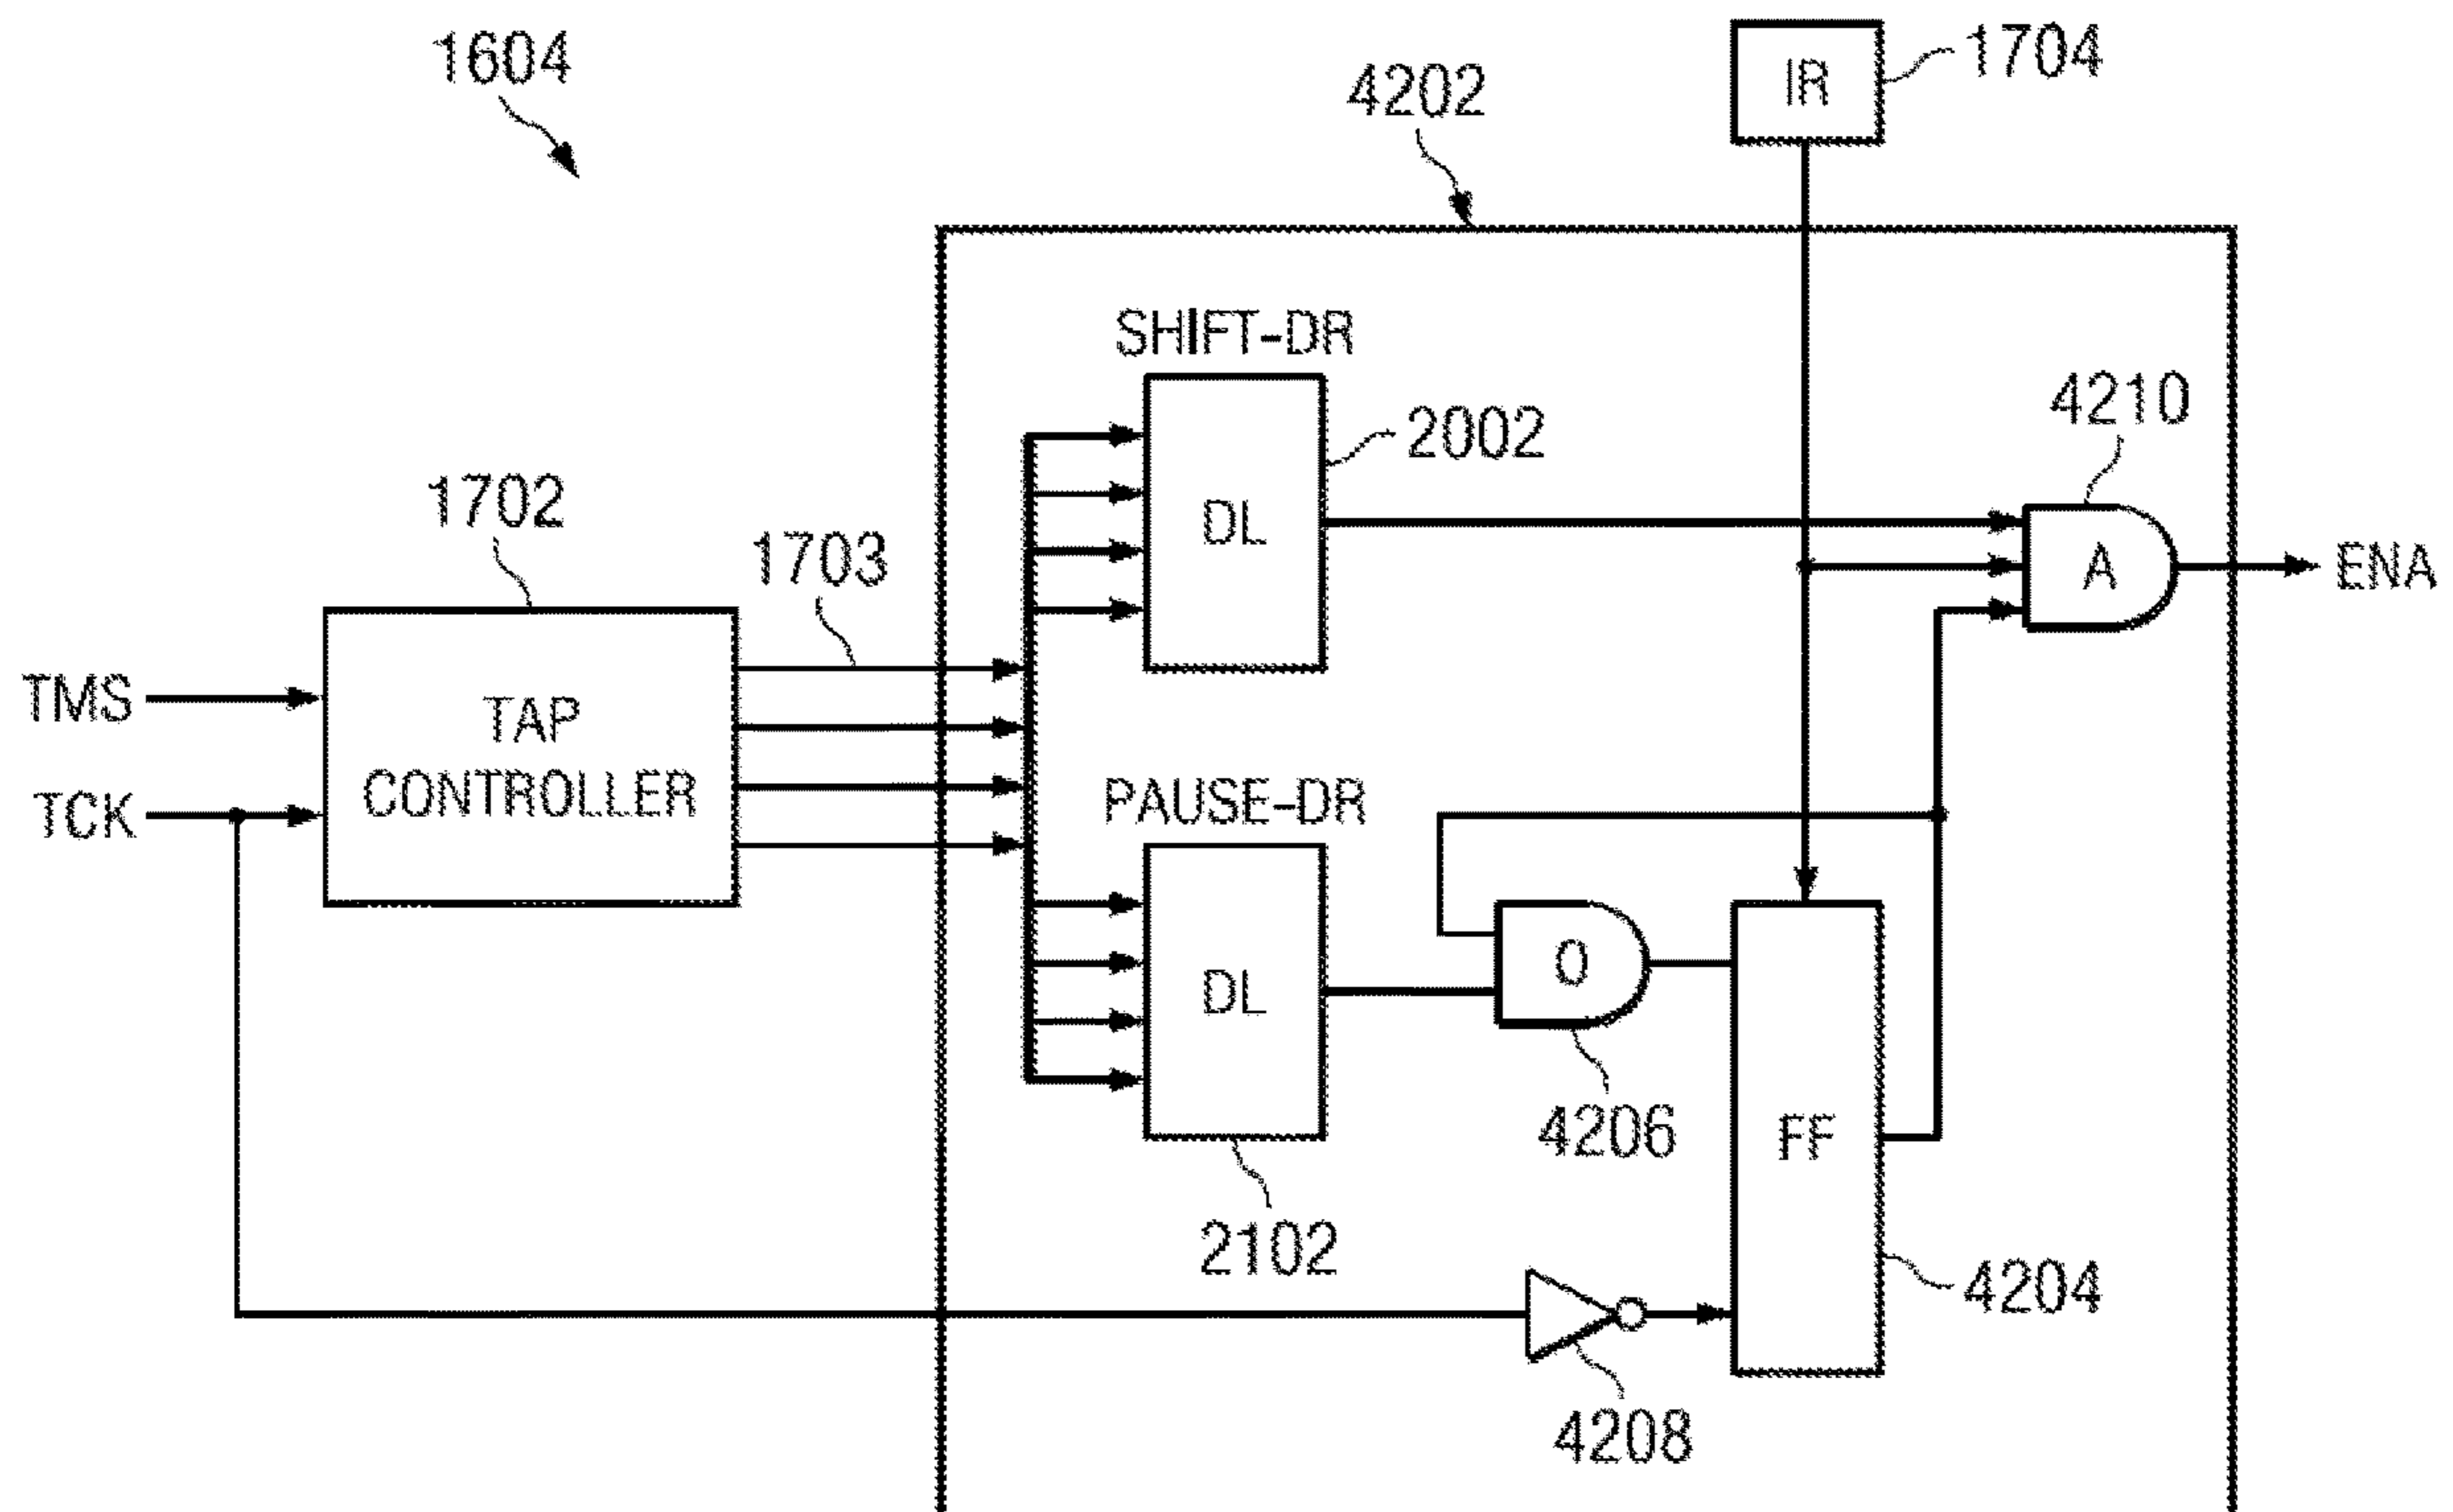 1604
4202
IR
1704
SHIFT-DR
4210
2002
DL
A
ENA
1702
1703
TMS
TAP
CONTROLLER
TCK
PAUSE-DR
DL
O
FF
4206
2102
4204
4208